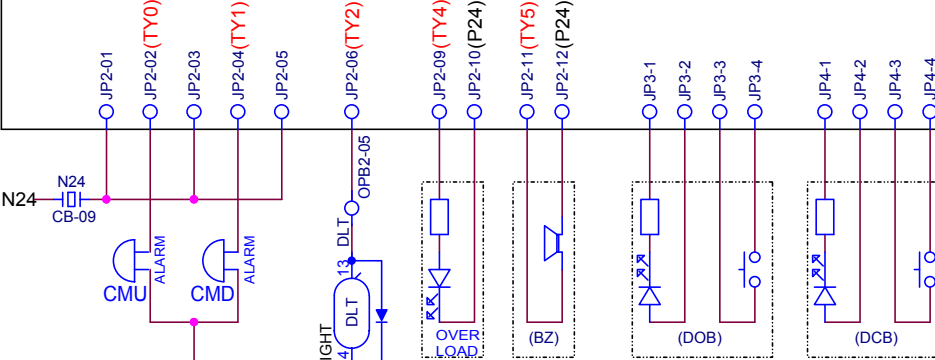 JP2-01
JP2-02(TY0)
JP2-03
JP2-04(TY1)
JP2-05
JP2-06(TY2)
JP2-09(TY4)
JP2-10(P24)
JP2-11(TY5)
JP2-12(P24)
JP3-1
JP3-2
JP3-3
JP3-4
JP4-1
JP4-2
JP4-3
JP4-4
N24
N24
CB-09
OPB2-05
DLT
13
DLT
4
IGHT
ALARM
CMU
ALARM
CMD
OVER
LOAD
(BZ)
(DOB)
(DCB)